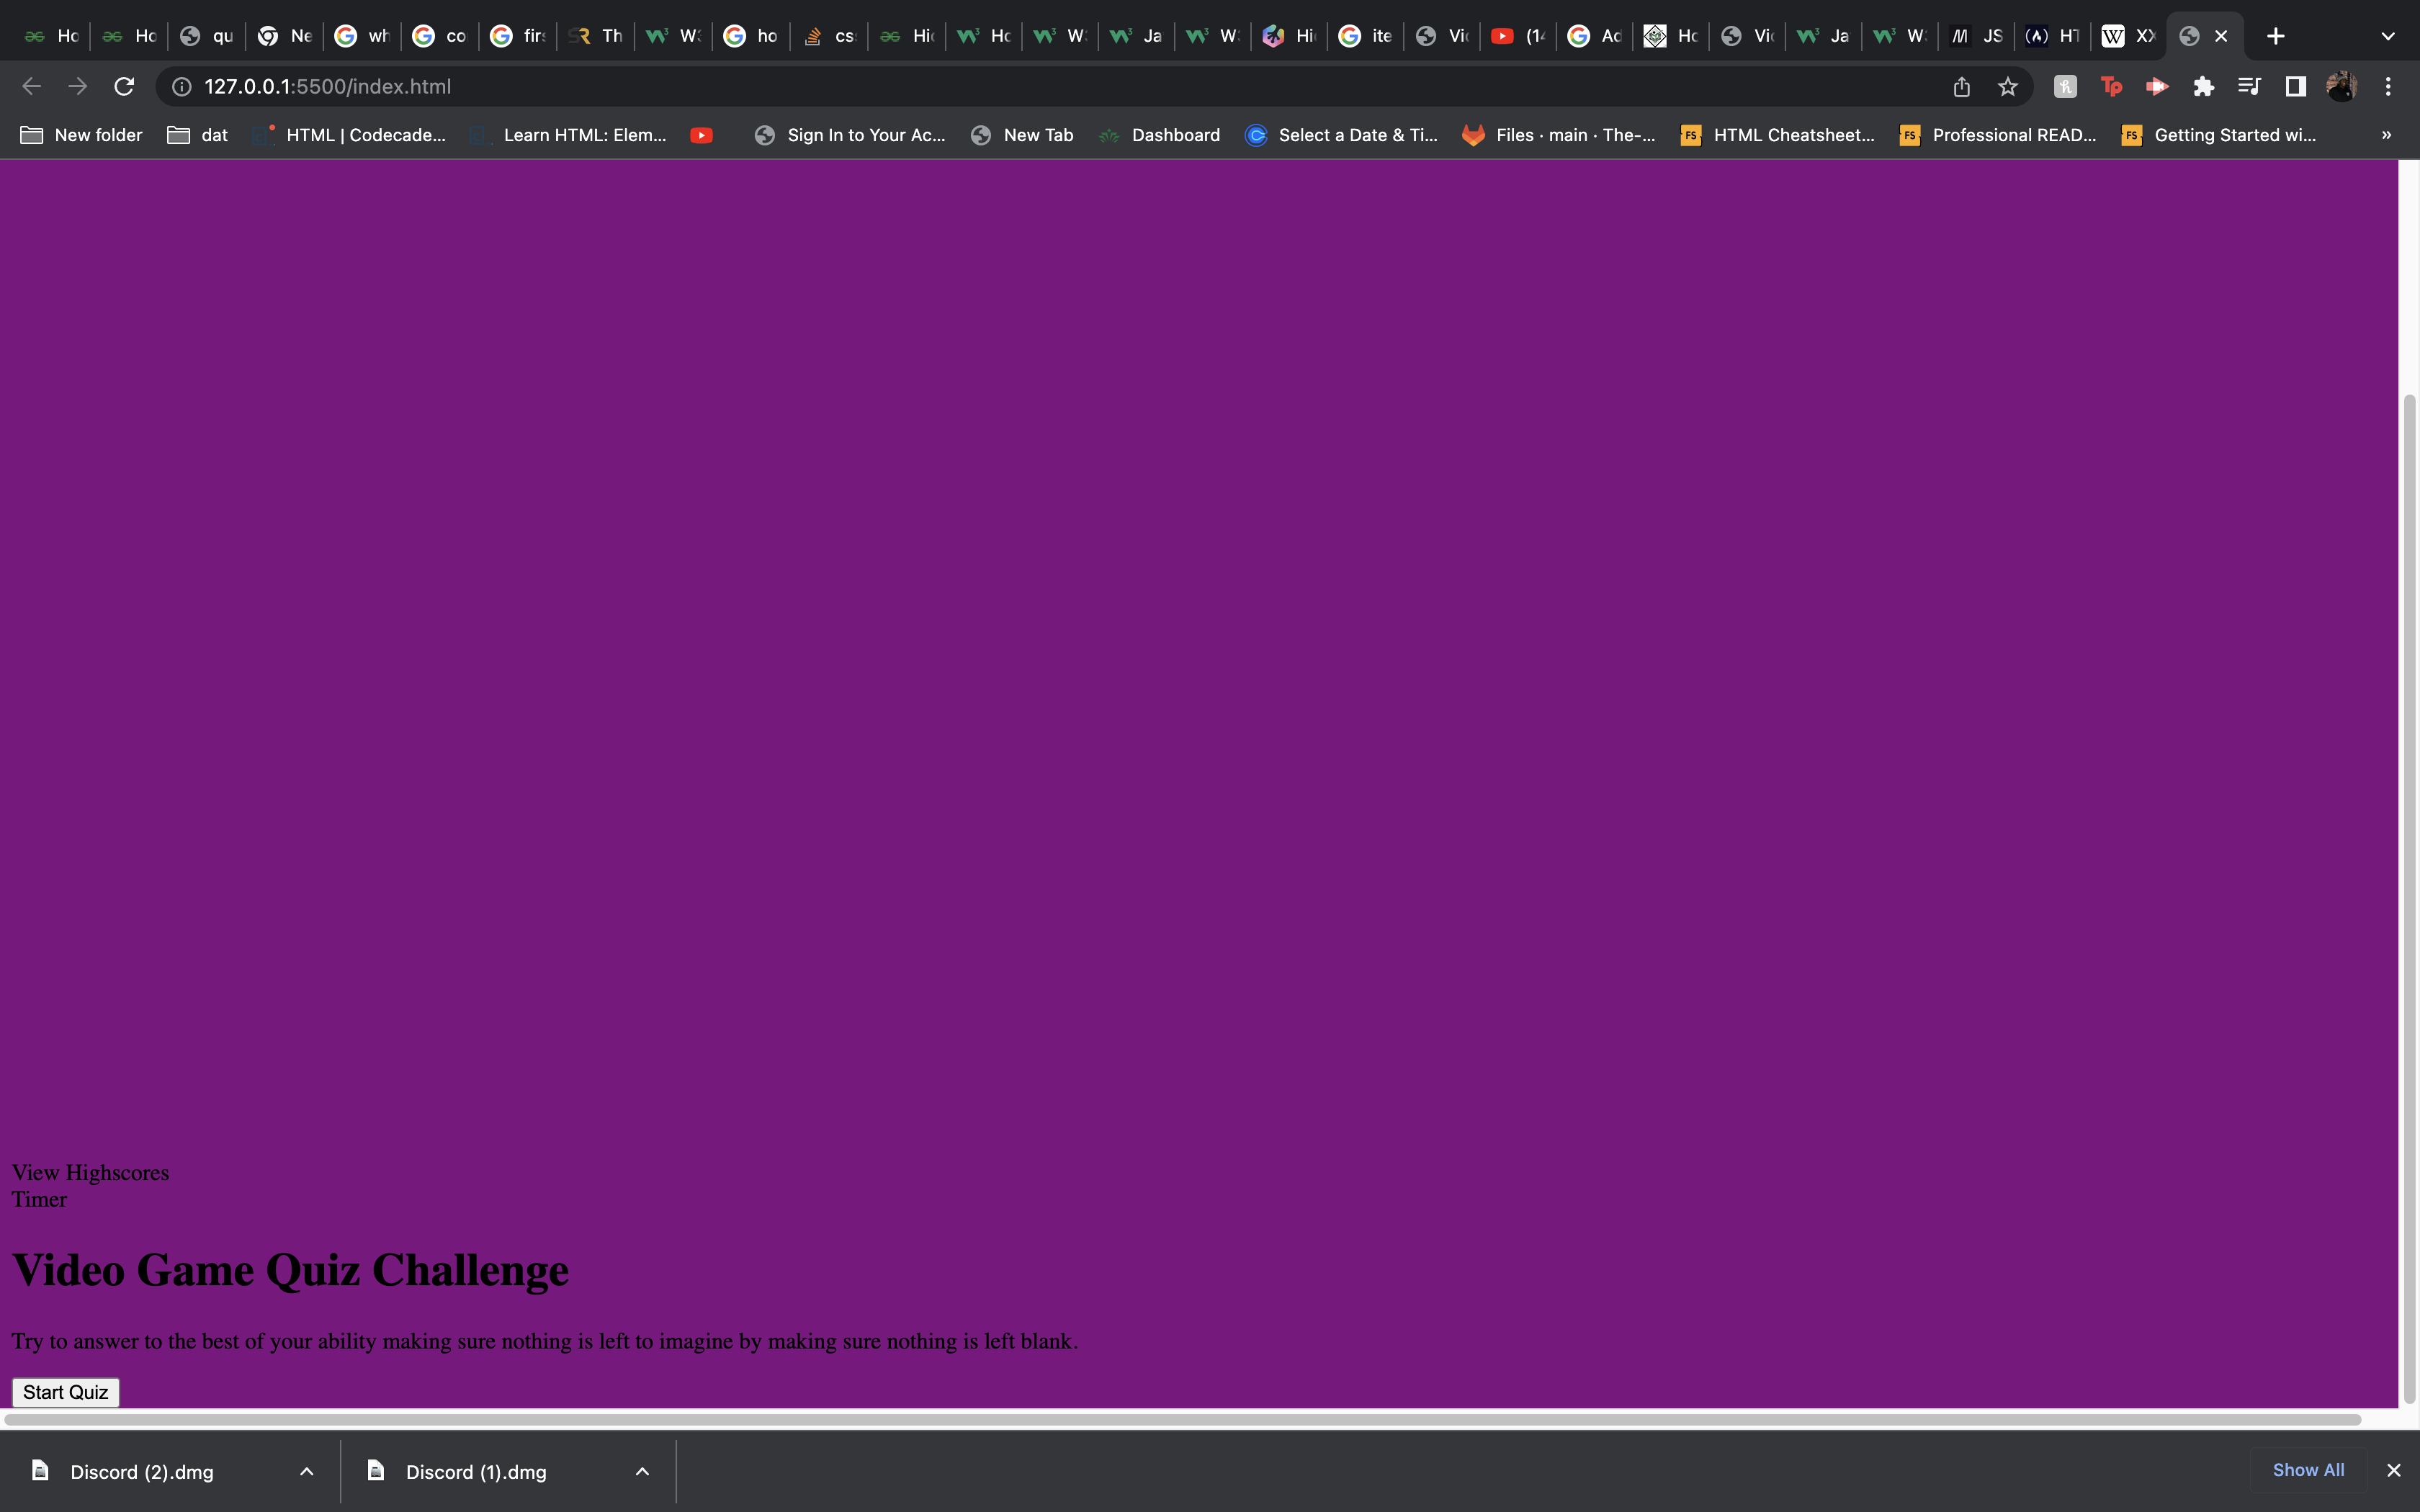 Ho Ho qu Ne wh co firs Th W3 ho cs Hic Ho W Ja W3 Hi ite Vi (14 Ad Ho Vi Ja W3 JS HT XX
127.0.0.1:5500/index.html
New folder dat HTML | Codecade... Learn HTML: Elem... Sign In to Your Ac... New Tab Dashboard Select a Date & Ti... Files · main · The-... HTML Cheatsheet... Professional READ... Getting Started wi... »
View Highscores
Timer
Video Game Quiz Challenge
Try to answer to the best of your ability making sure nothing is left to imagine by making sure nothing is left blank.
Start Quiz
Discord (2).dmg Discord (1).dmg Show All